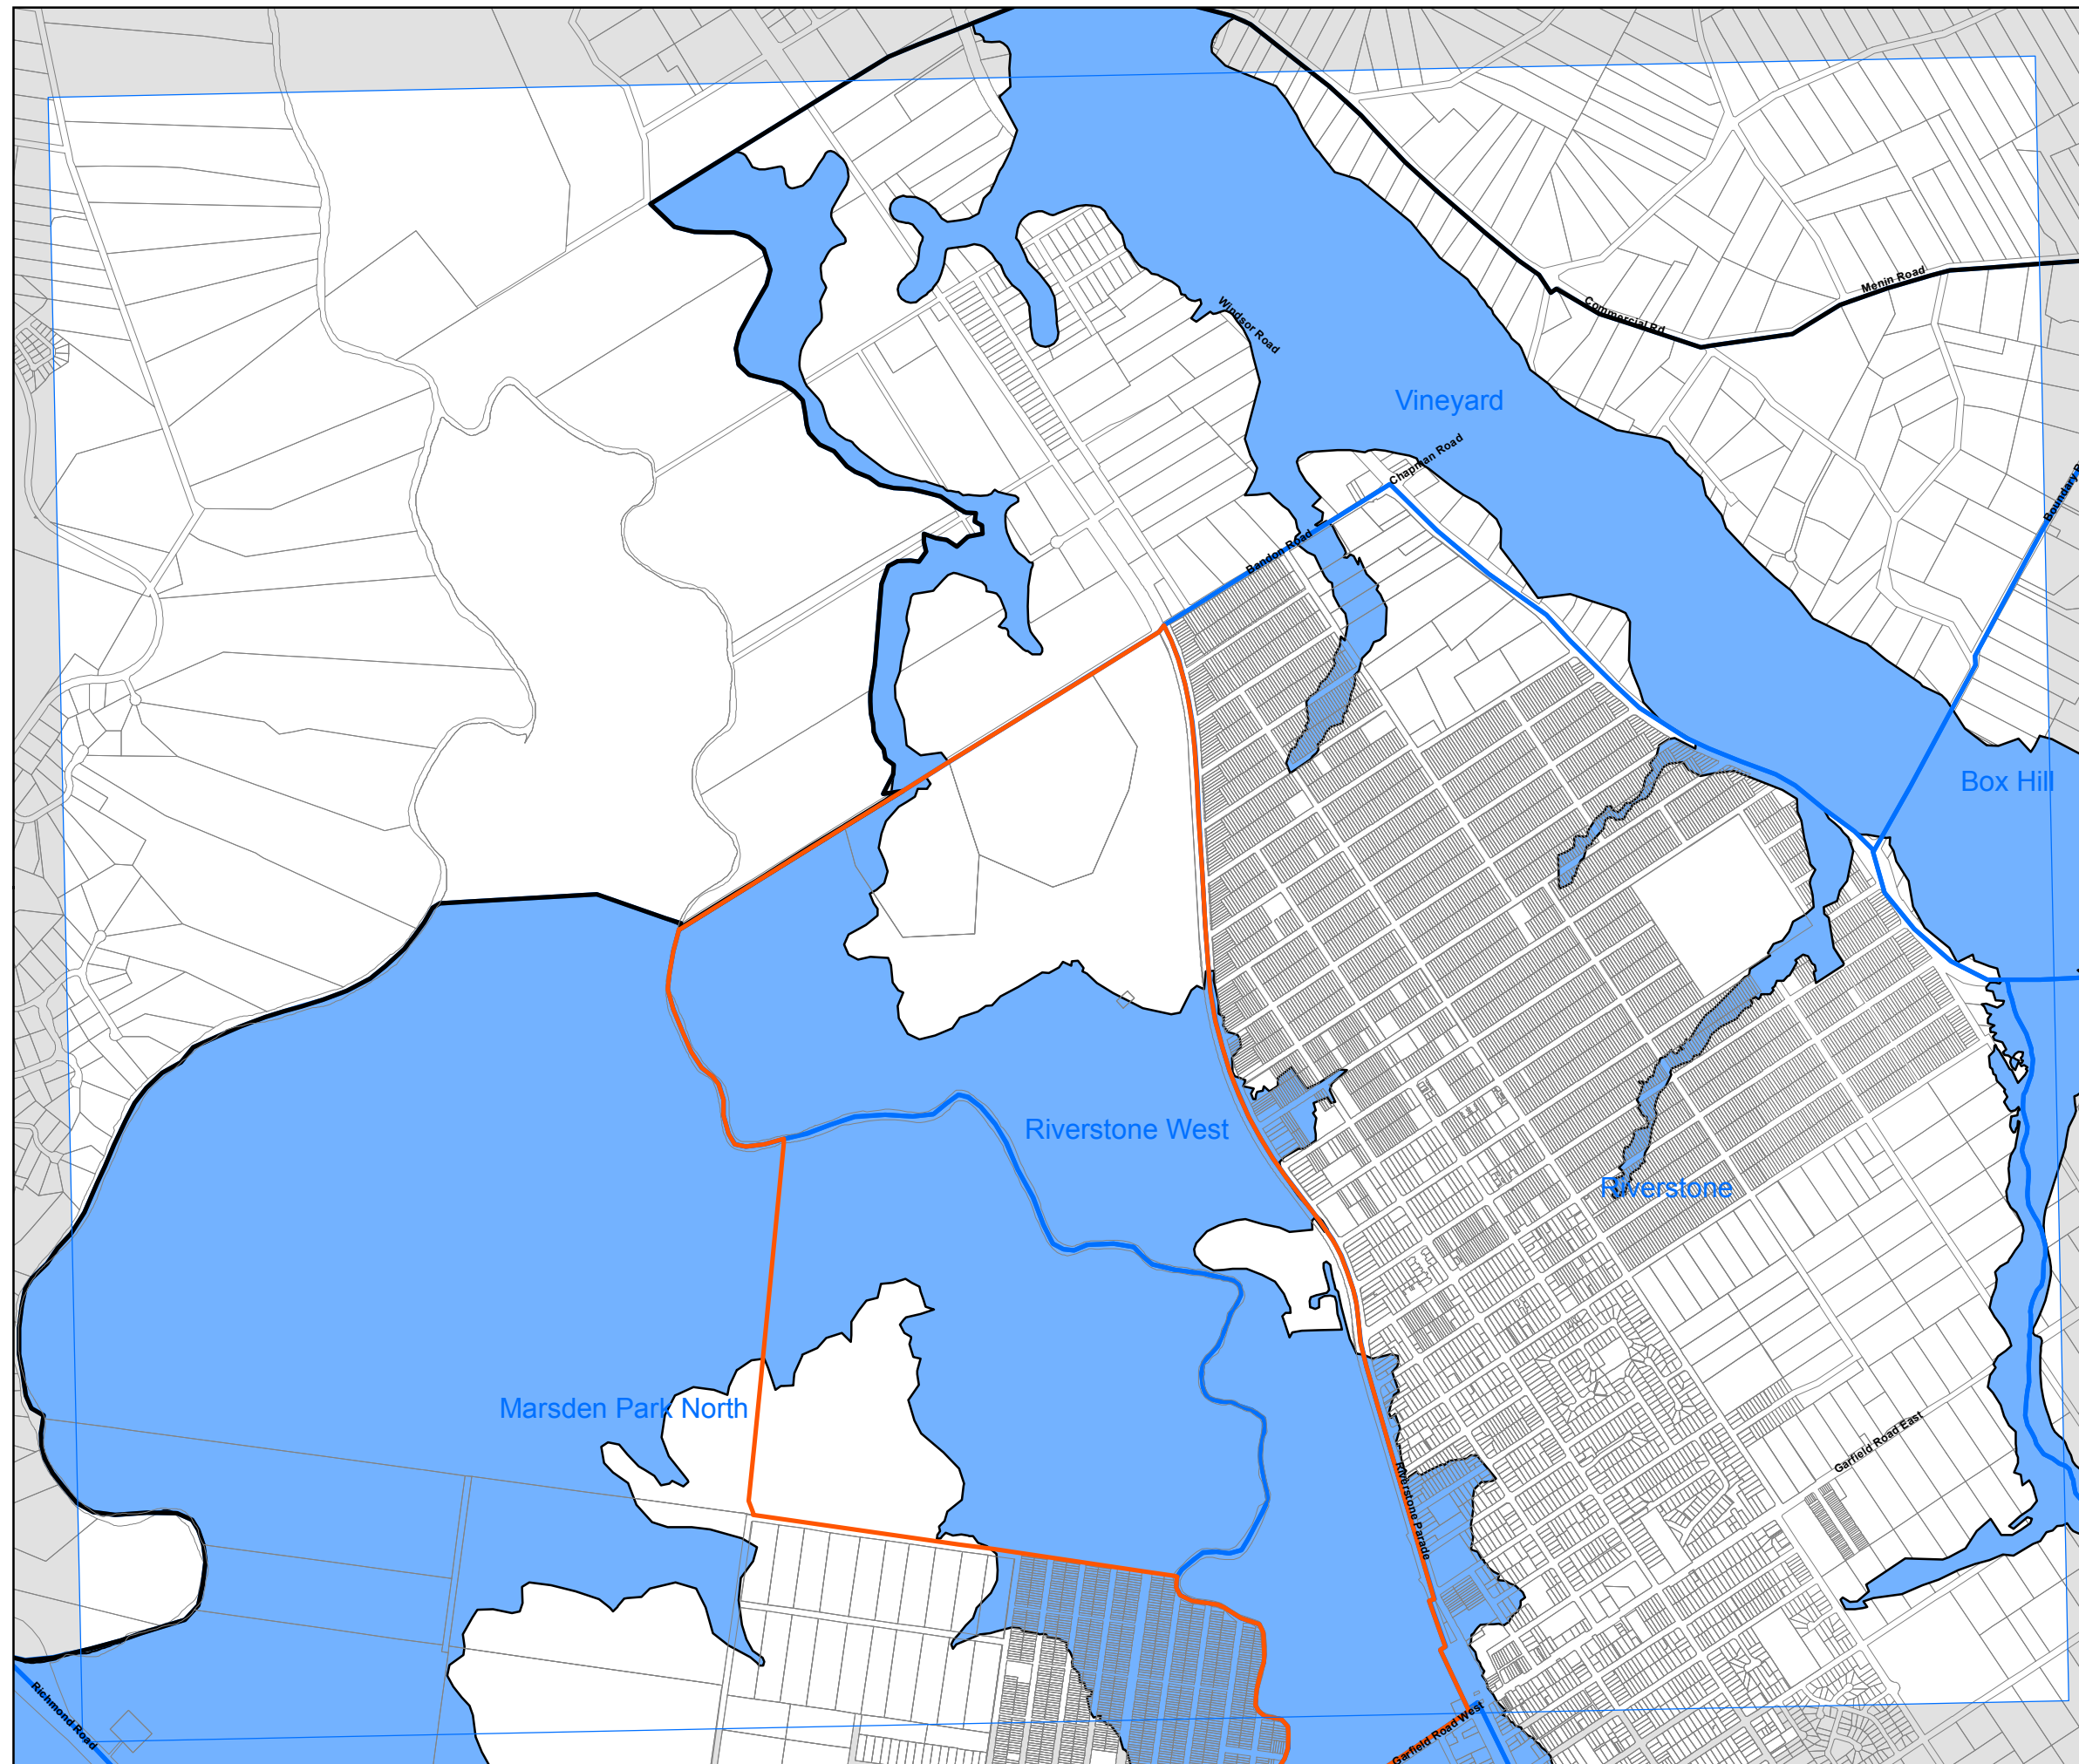 Menin Road
Commercial Rd
Windsor Road
Vineyard
Chapman Road
Boundary R
Bandon Road
Box Hill
Riverstone West
Riverstone
Marsden Park North
Garfield Road East
Riverstone Parade
Richmond Road
Garfield Road West